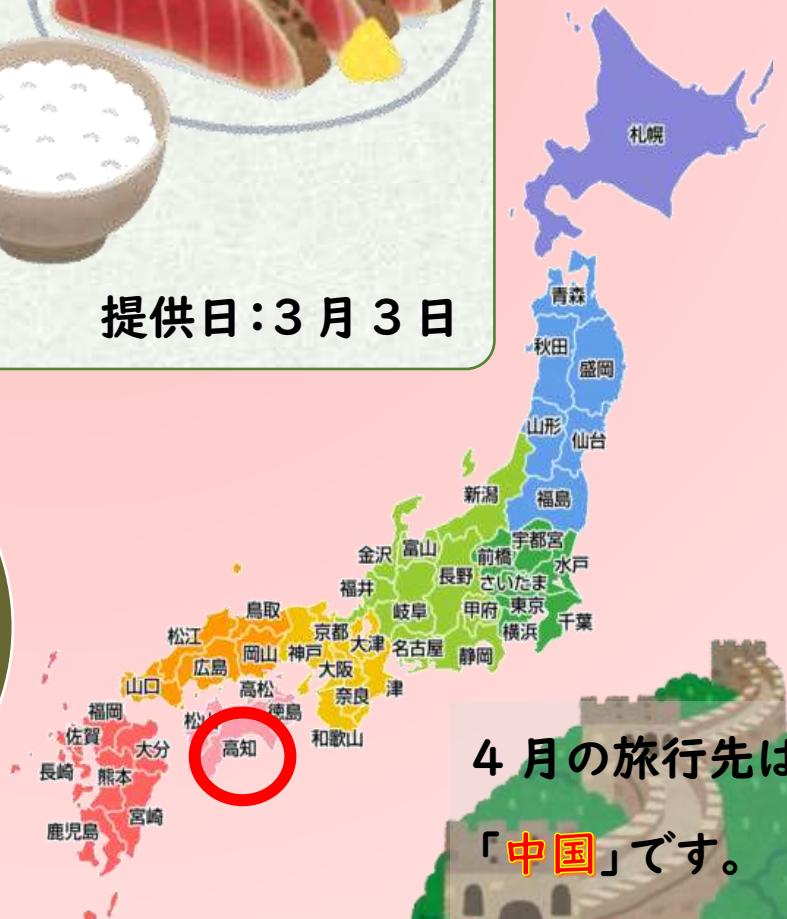 提供日：３月３日
札幌
青森
秋田
盛岡
山形
仙台
新潟
福島
宇都宮
金沢
富山
前橋
水戸
長野
さいたま
福井
岐阜
甲府
東京
千葉
鳥取
松江
京都
大津
名古屋
横浜
広島
岡山
神戸
静岡
大阪
山口
高松
奈良
津
福岡
松山
徳島
佐賀
大分
高知
和歌山
長崎
熊本
宮崎
鹿児島
４月の旅行先は
「中国」です。